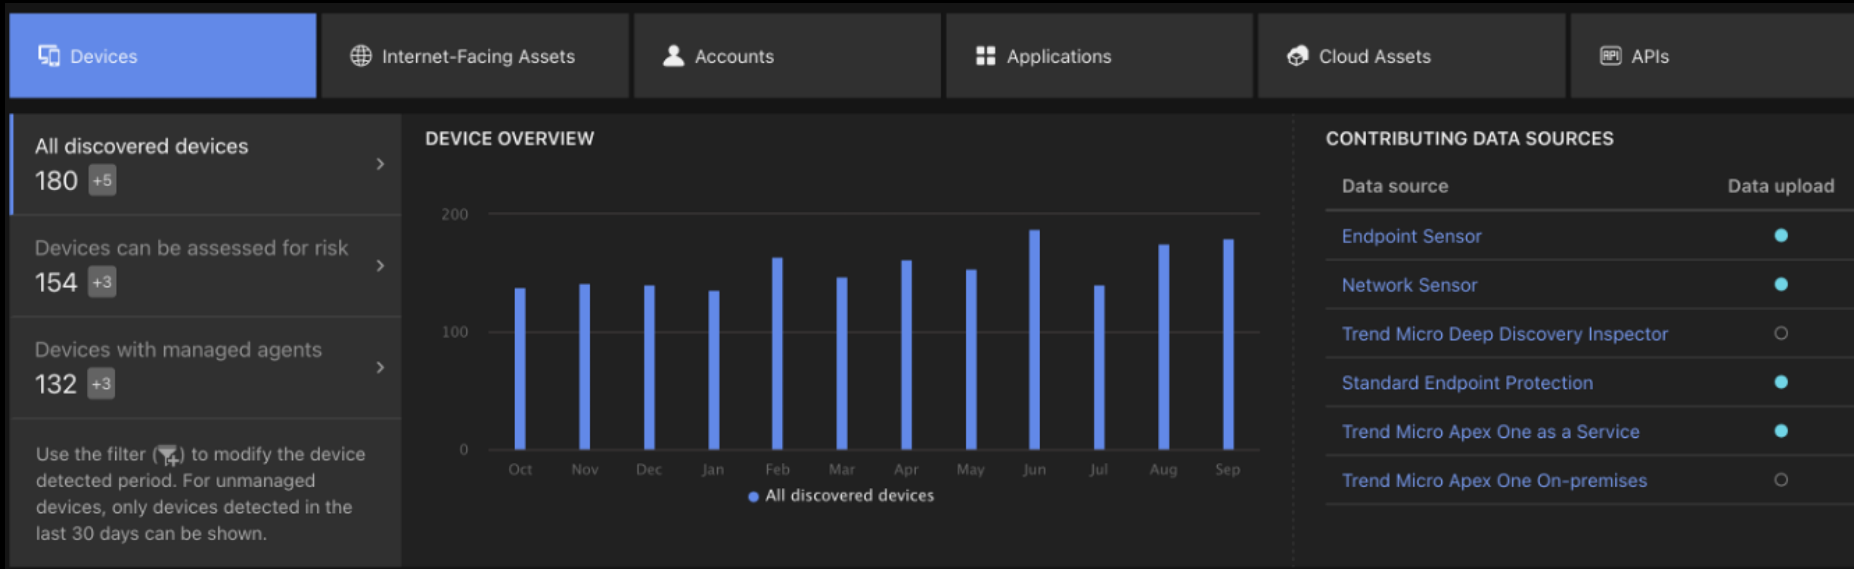 Devices
Internet-Facing Assets
Accounts
Applications
Cloud Assets
API APIs
All discovered devices
180 +5
Devices can be assessed for risk
154 +3
Devices with managed agents
132 +3
Use the filter ( ) to modify the device
detected period. For unmanaged
devices, only devices detected in the
last 30 days can be shown.
DEVICE OVERVIEW
200
100
0
Oct Nov Dec Jan Feb Mar Apr May Jun Jul Aug Sep
All discovered devices
CONTRIBUTING DATA SOURCES
Data source Data upload
Endpoint Sensor
Network Sensor
Trend Micro Deep Discovery Inspector
Standard Endpoint Protection
Trend Micro Apex One as a Service
Trend Micro Apex One On-premises